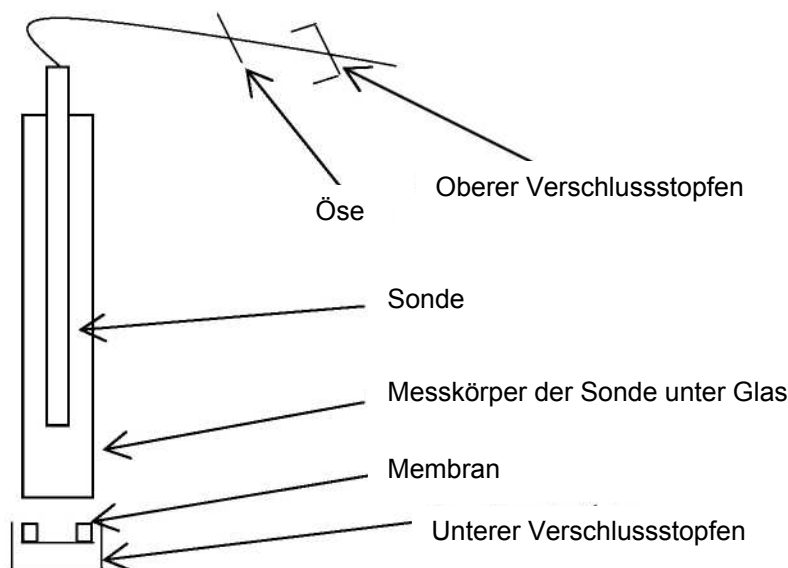 Oberer Verschlussstopfen
Öse
Sonde
Messkörper der Sonde unter Glas
Membran
Unterer Verschlussstopfen